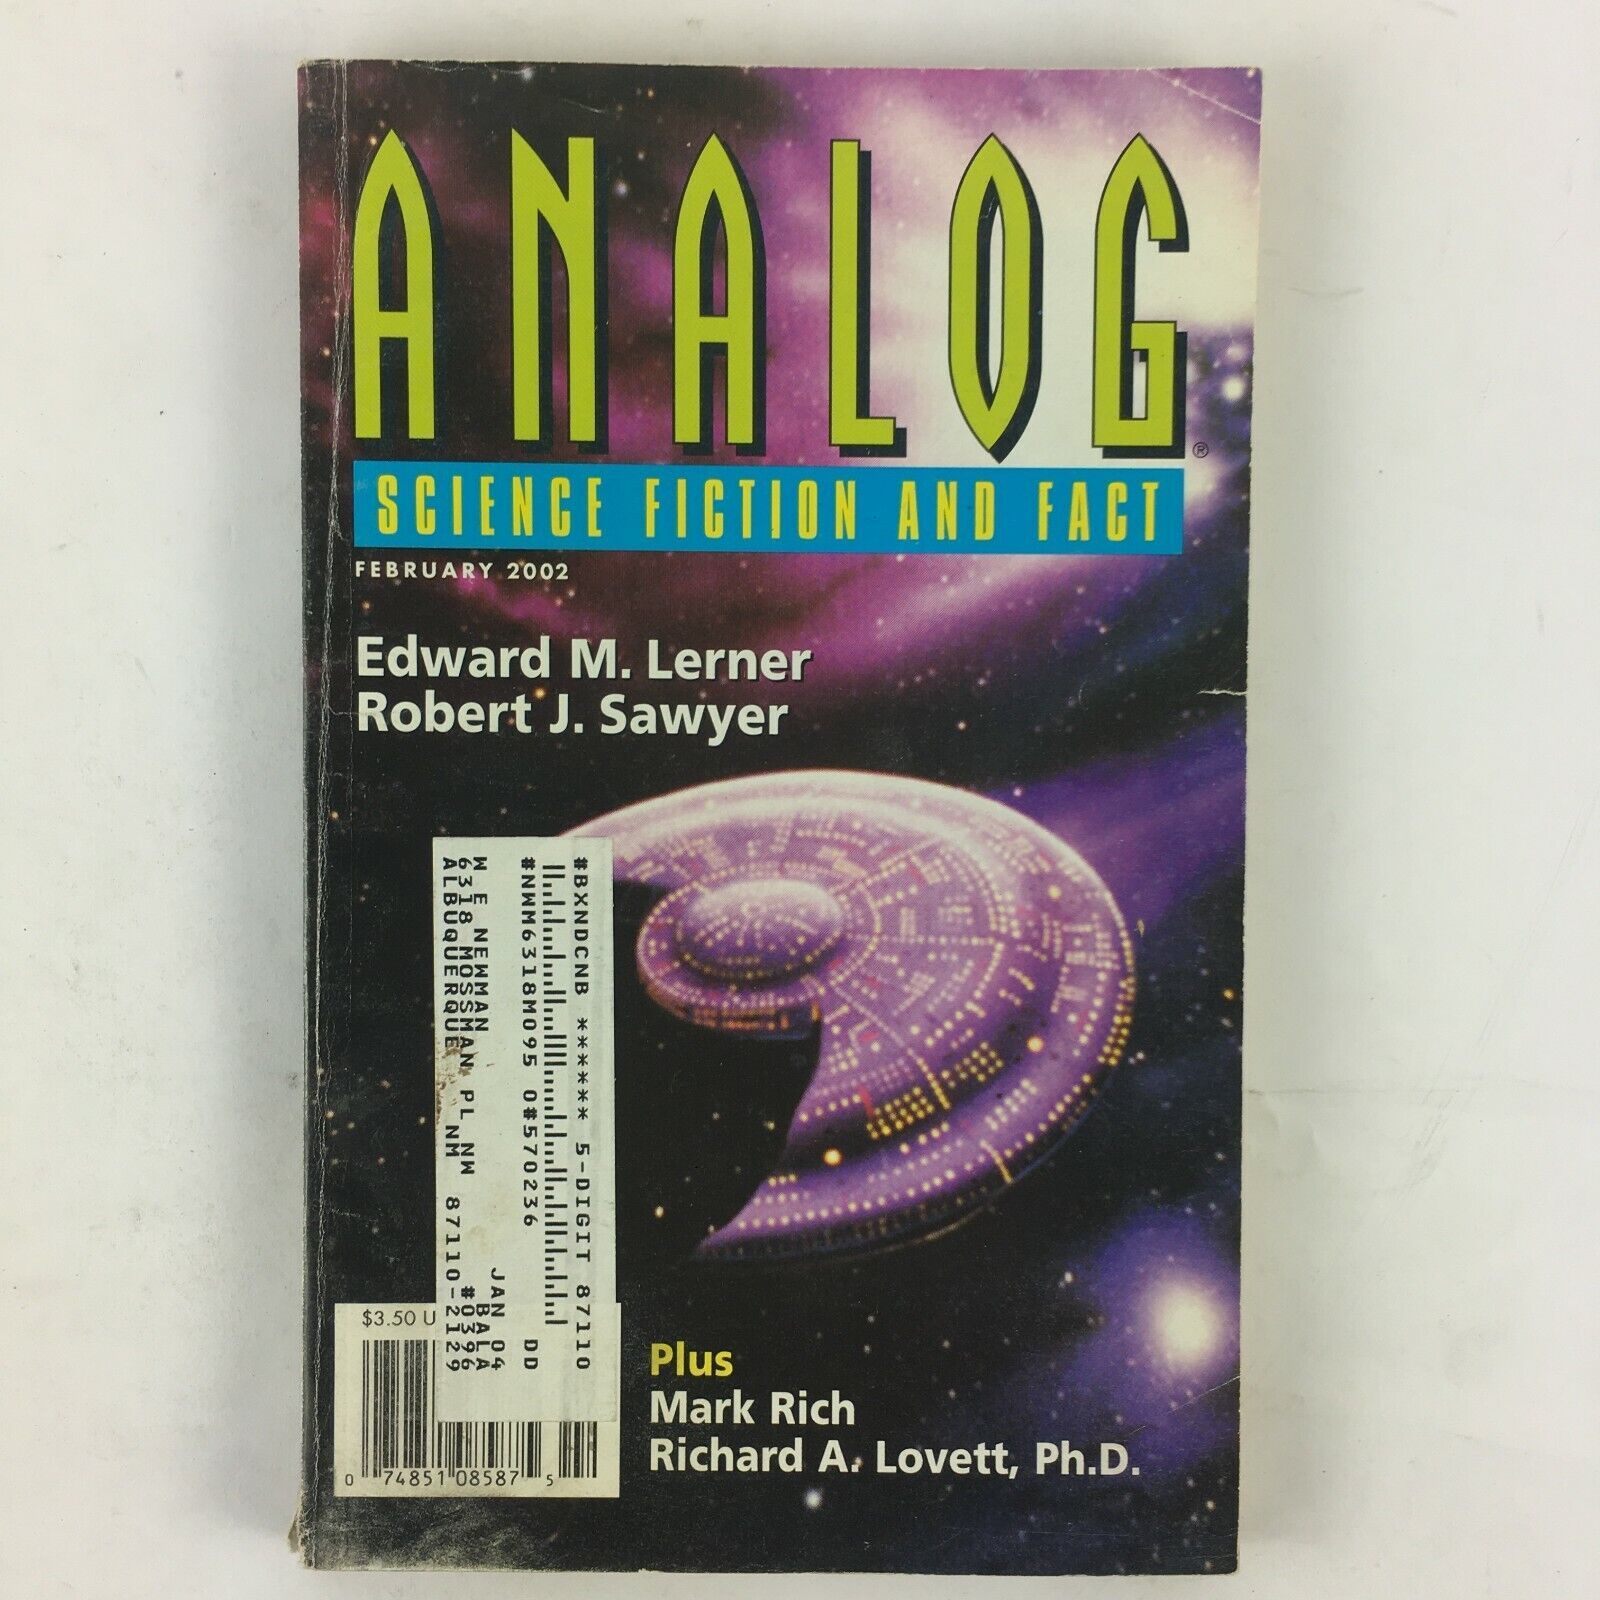 ANALOG®
SCIENCE FICTION AND FACT
FEBRUARY 2002
Edward M. Lerner
Robert J. Sawyer
#BXNDCNB ****** 5-DIGIT 87110
#NWM6318M095 0#570236 DD
W E NEWMAN JAN 04
6318 MOSSMAN PL NW BALA
ALBUQUERQUE NM 87110-2129
#0396
$3.50 U
0 74851 08587 5
Plus
Mark Rich
Richard A. Lovett, Ph.D.